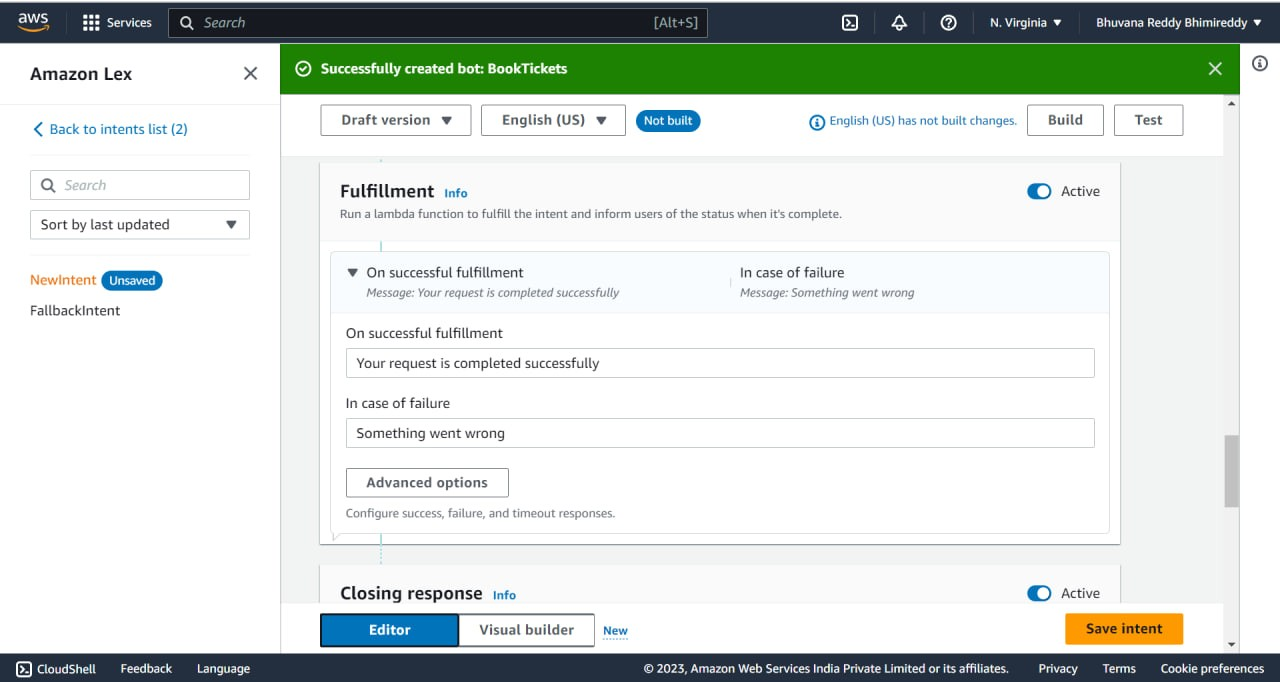 aws Services Search [Alt+S] N. Virginia Bhuvana Reddy Bhimireddy
Amazon Lex
Back to intents list (2)
Search
Sort by last updated
NewIntent Unsaved
FallbackIntent
Successfully created bot: BookTickets
Draft version English (US) Not built English (US) has not built changes. Build Test
Fulfillment Info Active
Run a lambda function to fulfill the intent and inform users of the status when it's complete.
On successful fulfillment In case of failure
Message: Your request is completed successfully Message: Something went wrong
On successful fulfillment
Your request is completed successfully
In case of failure
Something went wrong
Advanced options
Configure success, failure, and timeout responses.
Closing response Info Active
Editor Visual builder New Save intent
CloudShell Feedback Language © 2023, Amazon Web Services India Private Limited or its affiliates. Privacy Terms Cookie preferences